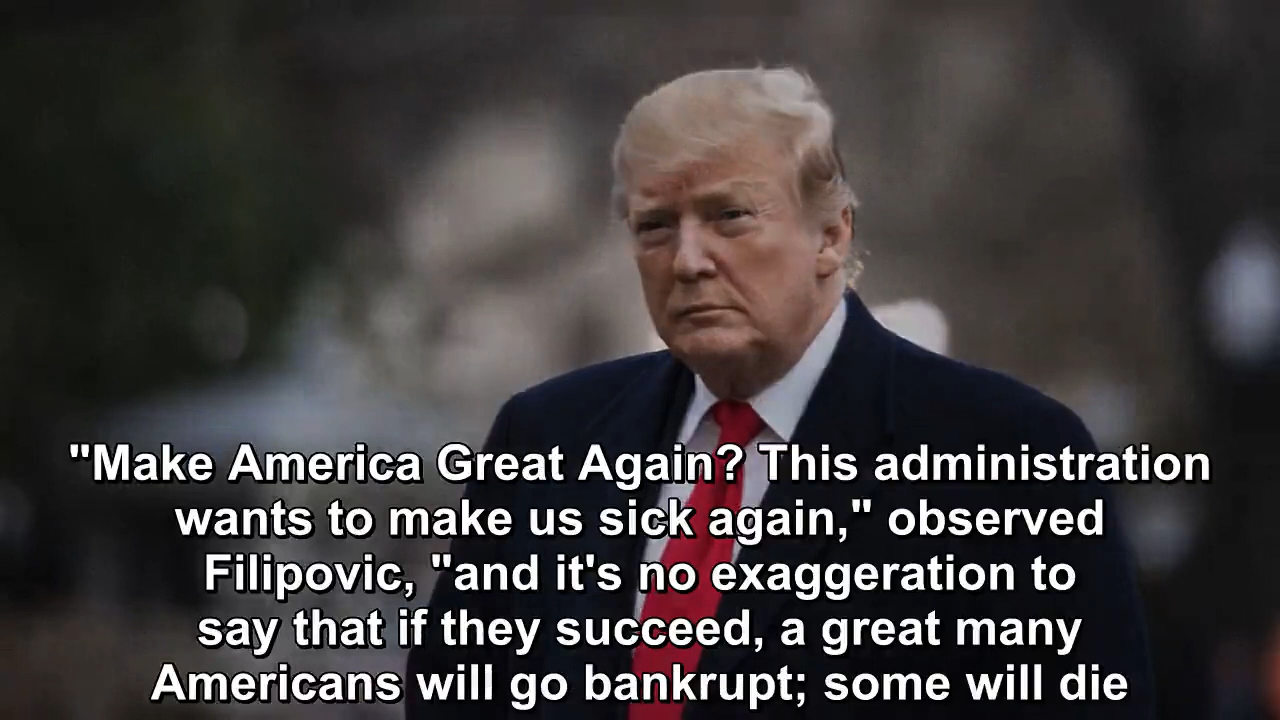 "Make America Great Again? This administration
wants to make us sick again," observed
Filipovic, "and it's no exaggeration to
say that if they succeed, a great many
Americans will go bankrupt; some will die